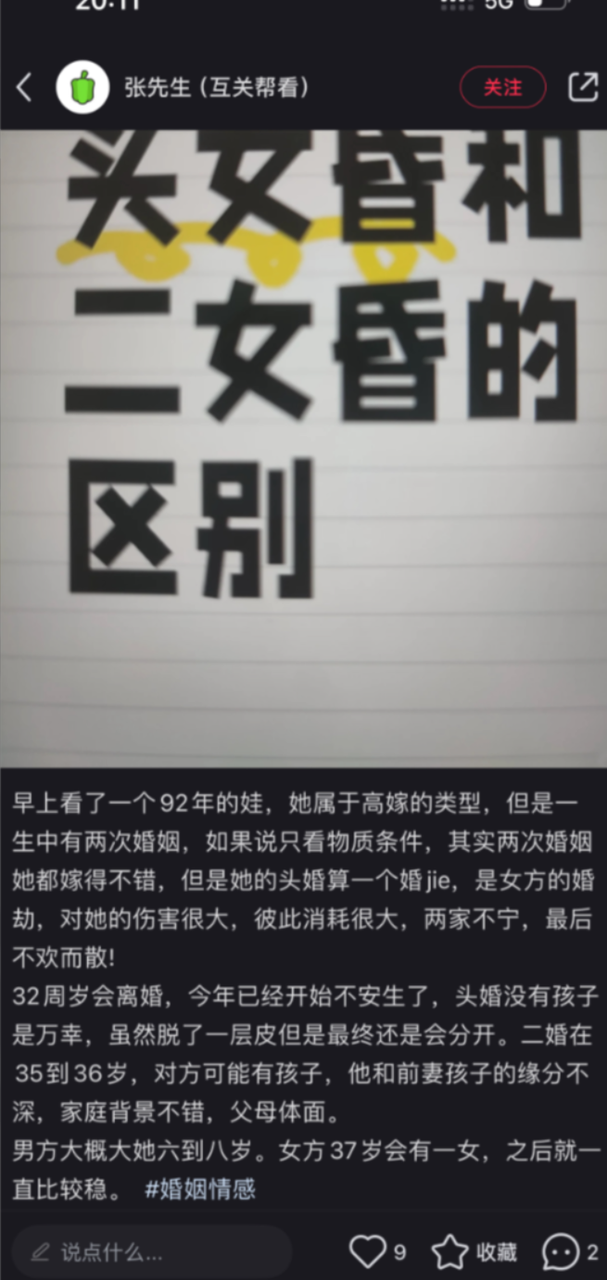 20:11
5G
张先生（互关帮看）
关注
头女昏和
二女昏的
区别
早上看了一个92年的娃，她属于高嫁的类型，但是一
生中有两次婚姻，如果说只看物质条件，其实两次婚姻
她都嫁得不错，但是她的头婚算一个婚jie，是女方的婚
劫，对她的伤害很大，彼此消耗很大，两家不宁，最后
不欢而散!
32周岁会离婚，今年已经开始不安生了，头婚没有孩子
是万幸，虽然脱了一层皮但是最终还是会分开。二婚在
35到36岁，对方可能有孩子，他和前妻孩子的缘分不
深，家庭背景不错，父母体面。
男方大概大她六到八岁。女方37岁会有一女，之后就一
直比较稳。 #婚姻情感
说点什么...
9
收藏
2